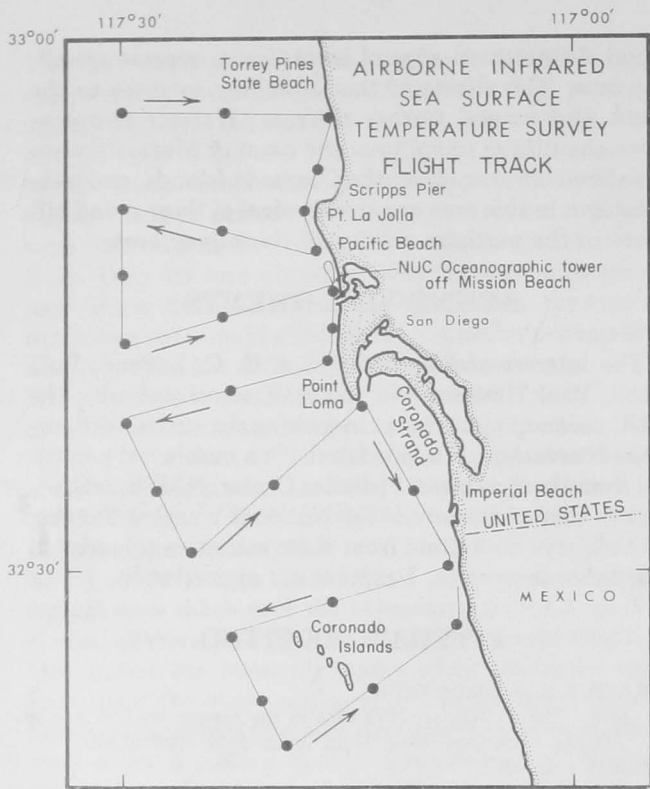 117°30'
117°00'
33°00'
Torrey Pines
State Beach
AIRBORNE INFRARED
SEA SURFACE
TEMPERATURE SURVEY
FLIGHT TRACK
Scripps Pier
Pt. La Jolla
Pacific Beach
NUC Oceanographic tower
off Mission Beach
San Diego
Point
Loma
Coronado
Strand
Imperial Beach
UNITED STATES
32°30'
MEXICO
Coronado
Islands